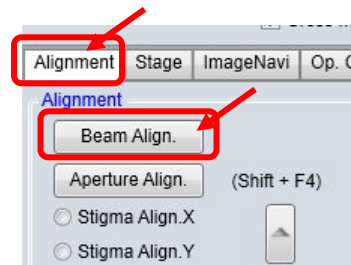 Alignment Stage ImageNavi Op.
Alignment
Beam Align.
Aperture Align. (Shift + F4)
Stigma Align.X
Stigma Align.Y